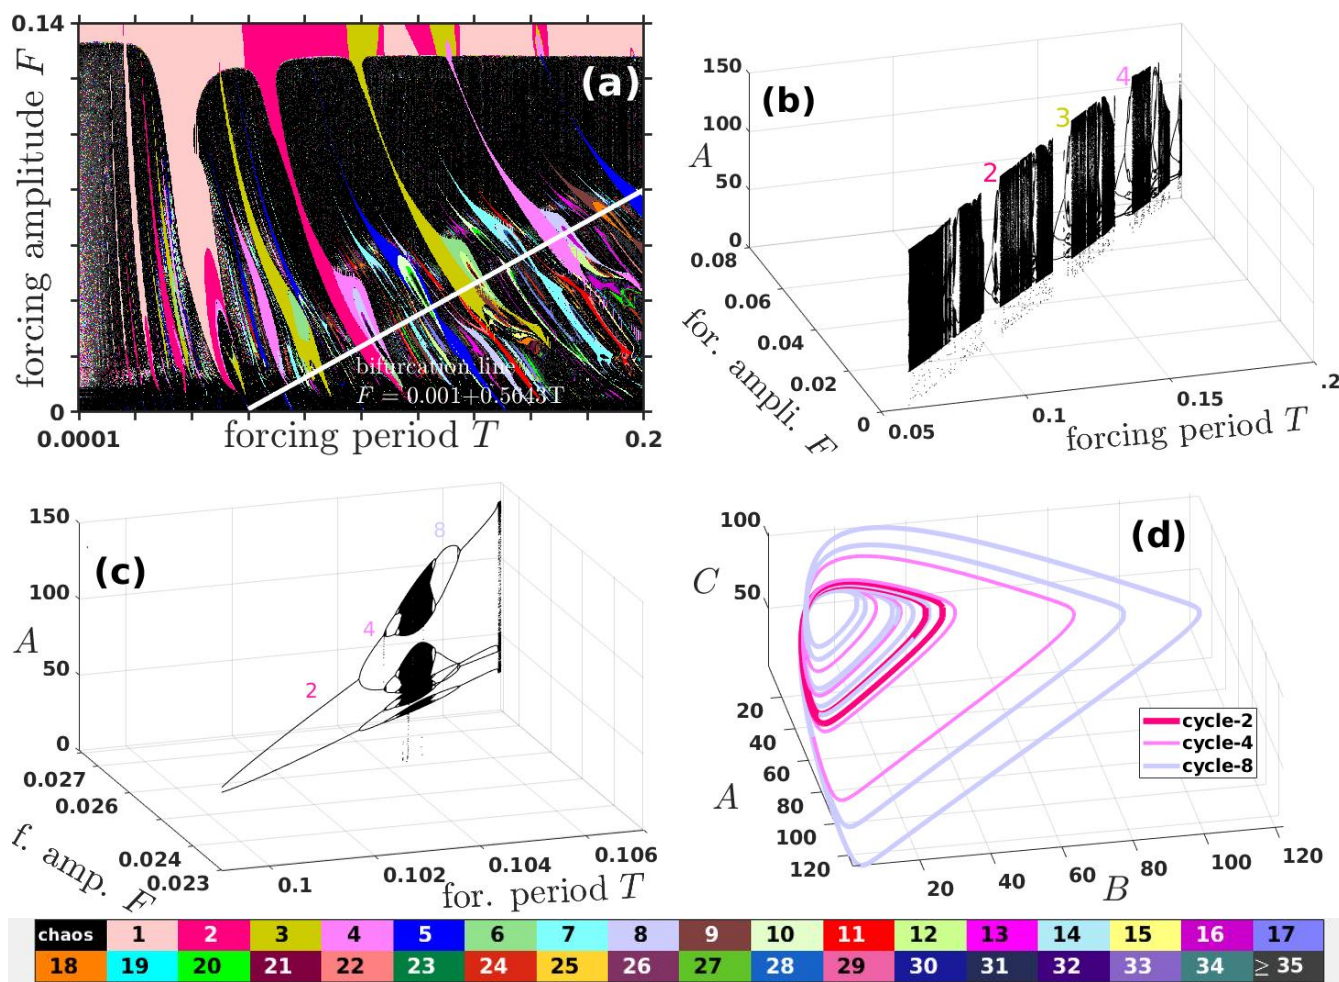 0.14
forcing amplitude F
0
0.0001
forcing period T
0.2
(a)
bifurcation line
F = 0.001+0.5643T
(b)
150
100
50
0
A
2
3
4
0.08
0.06
0.04
0.02
0
for. ampli. F
0.05
0.1
0.15
.2
forcing period T
(c)
150
100
50
0
A
2
4
8
0.027
0.026
0.024
0.023
f. amp. F
0.1
0.102
0.104
0.106
for. period T
(d)
100
50
C
20
40
60
80
100
120
A
20
40
60
80
100
120
B
cycle-2
cycle-4
cycle-8
chaos 1 2 3 4 5 6 7 8 9 10 11 12 13 14 15 16 17
18 19 20 21 22 23 24 25 26 27 28 29 30 31 32 33 34 ≥ 35